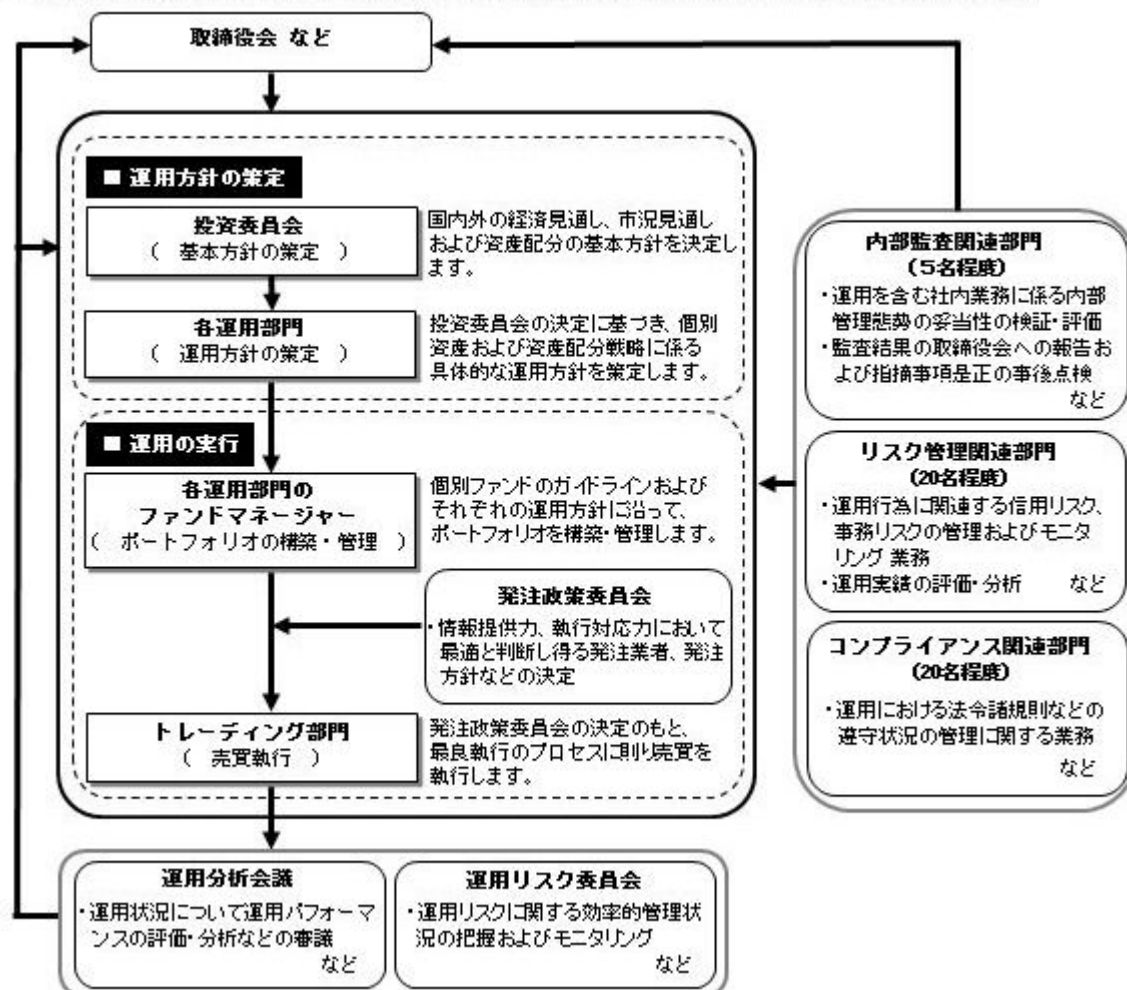 取締役会 など
■ 運用方針の策定
投資委員会
( 基本方針の策定 )
国内外の経済見通し、市況見通し
および資産配分の基本方針を決定し
ます。
各運用部門
( 運用方針の策定 )
投資委員会の決定に基づき、個別
資産および資産配分戦略に係る
具体的な運用方針を策定します。
■ 運用の実行
各運用部門の
ファンドマネージャー
( ポートフォリオの構築・管理 )
個別ファンドのガイドラインおよび
それぞれの運用方針に沿って、
ポートフォリオを構築・管理します。
発注政策委員会
・情報提供力、執行対応力において
最適と判断し得る発注業者、発注
方針などの決定
トレーディング部門
( 売買執行 )
発注政策委員会の決定のもと、
最良執行のプロセスに則り売買を
執行します。
運用分析会議
・運用状況について運用パフォーマ
ンスの評価・分析などの審議
など
運用リスク委員会
・運用リスクに関する効率的管理状
況の把握およびモニタリング
など
内部監査関連部門
(5名程度)
・運用を含む社内業務に係る内部
管理態勢の妥当性の検証・評価
・監査結果の取締役会への報告お
よび指摘事項是正の事後点検
など
リスク管理関連部門
(20名程度)
・運用行為に関連する信用リスク、
事務リスクの管理およびモニタ
リング 業務
・運用実績の評価・分析 など
コンプライアンス関連部門
(20名程度)
・運用における法令諸規則などの
遵守状況の管理に関する業務
など